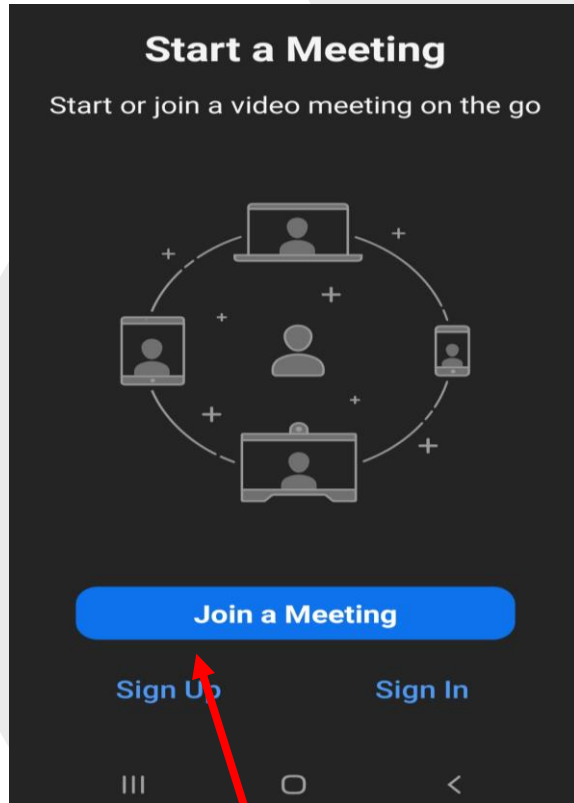 Start a Meeting
Start or join a video meeting on the go
Join a Meeting
Sign Up
Sign In